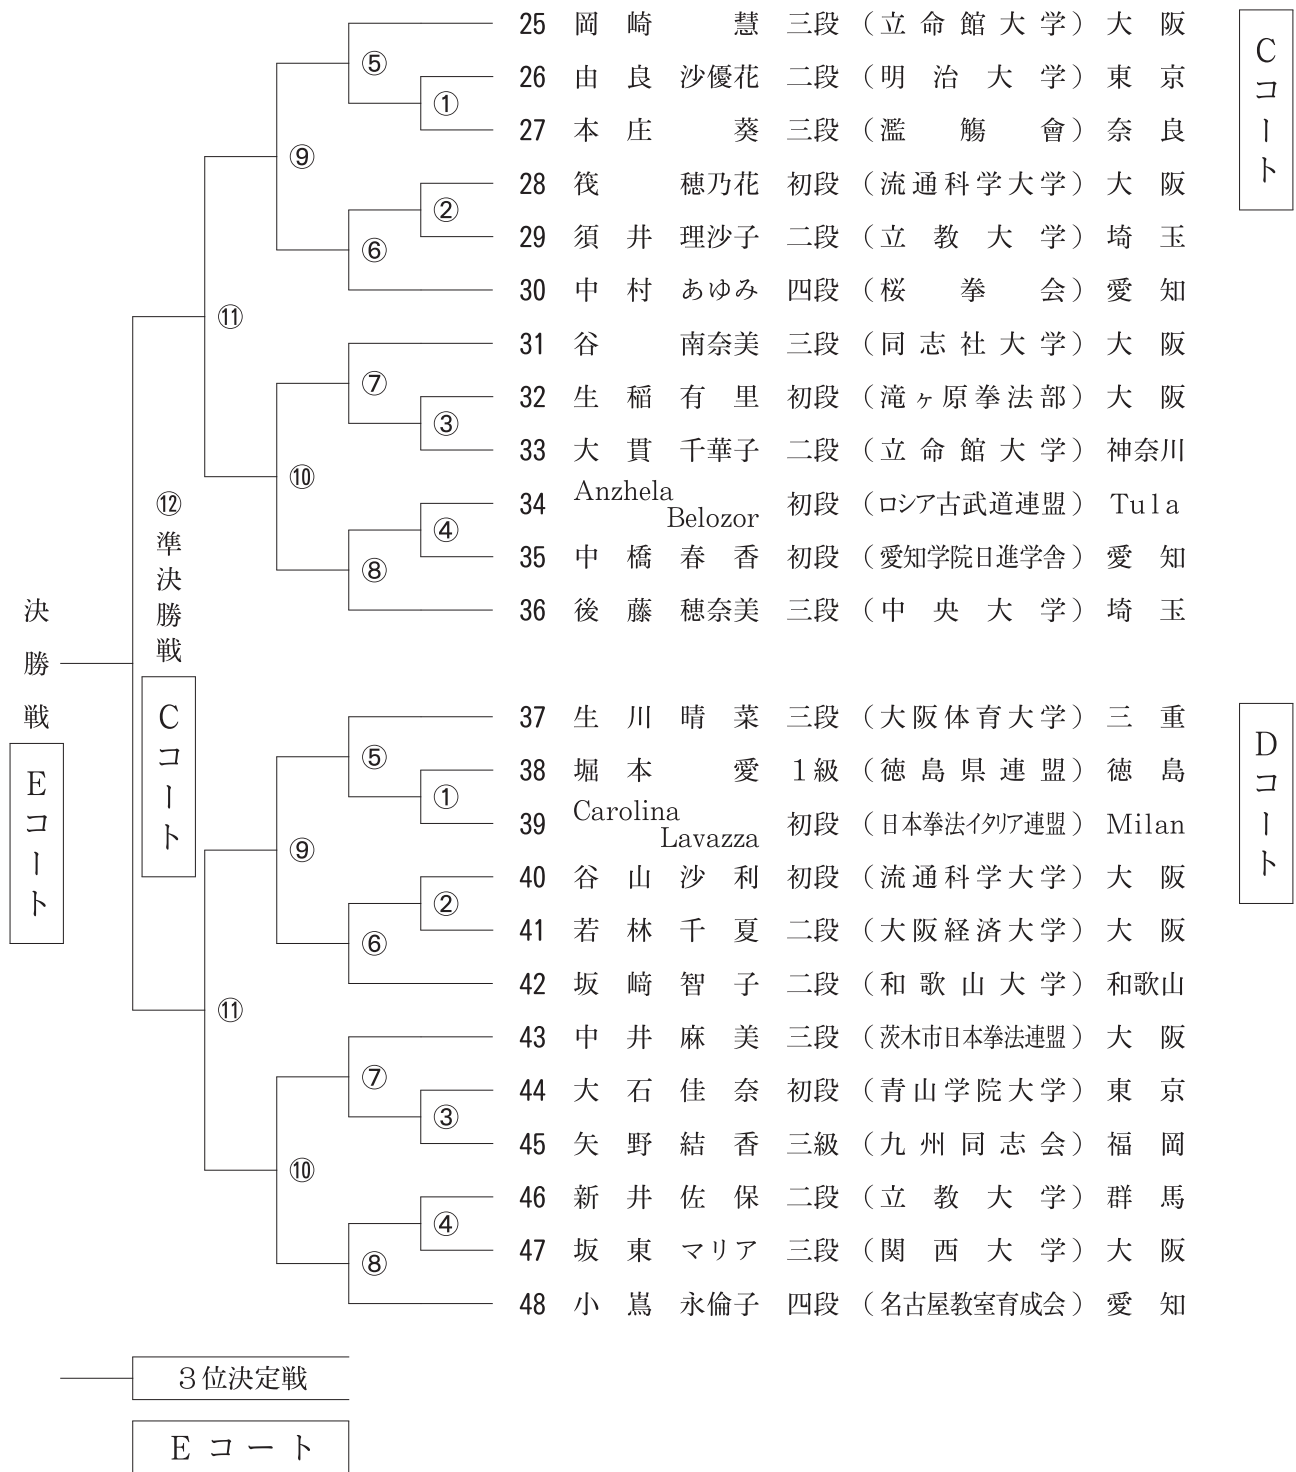 25 岡崎 慧 三段 （立命館大学） 大阪
26 由良 沙優花 二段 （明治大学） 東京
27 本庄 葵 三段 （濫觴會） 奈良
28 筏 穂乃花 初段 （流通科学大学） 大阪
29 須井 理沙子 二段 （立教大学） 埼玉
30 中村 あゆみ 四段 （桜拳会） 愛知
31 谷 南奈美 三段 （同志社大学） 大阪
32 生稲 有里 初段 （滝ヶ原拳法部） 大阪
33 大貫 千華子 二段 （立命館大学） 神奈川
34 Anzhela Belozor 初段 （ロシア古武道連盟） Tula
35 中橋 春香 初段 （愛知学院日進学舎） 愛知
36 後藤 穂奈美 三段 （中央大学） 埼玉
Cコート
⑤
①
⑨
②
⑥
⑪
⑦
③
⑩
④
⑧
⑫準決勝戦
Cコート
決勝戦
Eコート
37 生川 晴菜 三段 （大阪体育大学） 三重
38 堀本 愛 1級 （徳島県連盟） 徳島
39 Carolina Lavazza 初段 （日本拳法イタリア連盟） Milan
40 谷山 沙利 初段 （流通科学大学） 大阪
41 若林 千夏 二段 （大阪経済大学） 大阪
42 坂﨑 智子 二段 （和歌山大学） 和歌山
43 中井 麻美 三段 （茨木市日本拳法連盟） 大阪
44 大石 佳奈 初段 （青山学院大学） 東京
45 矢野 結香 三級 （九州同志会） 福岡
46 新井 佐保 二段 （立教大学） 群馬
47 坂東 マリア 三段 （関西大学） 大阪
48 小嶌 永倫子 四段 （名古屋教室育成会） 愛知
Dコート
⑤
①
⑨
②
⑥
⑪
⑦
③
⑩
④
⑧
3位決定戦
Eコート